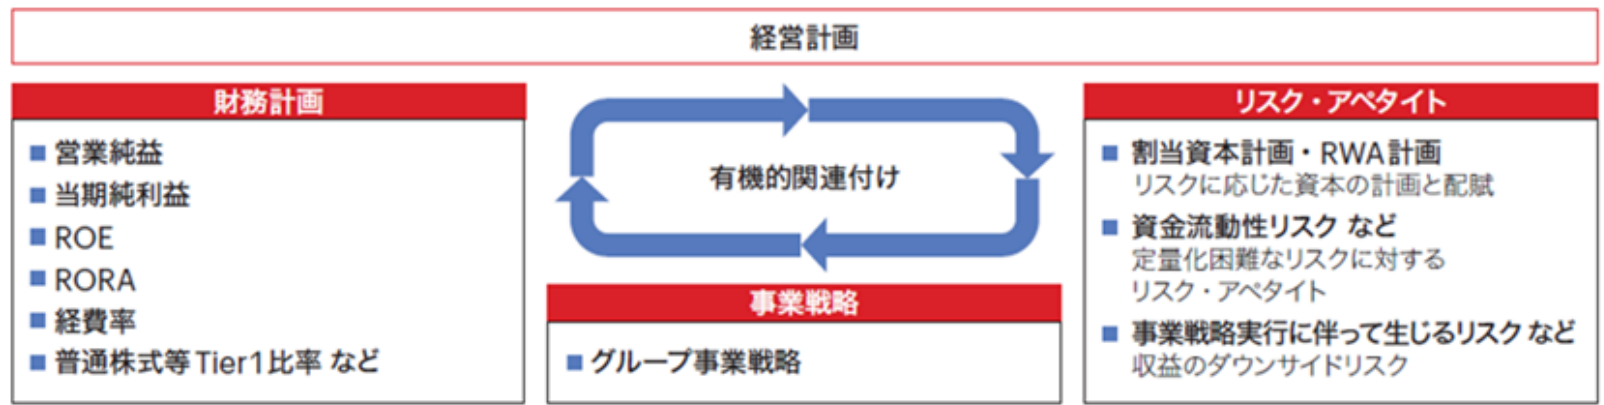 経営計画
財務計画
■ 営業純益
■ 当期純利益
■ ROE
■ RORA
■ 経費率
■ 普通株式等Tier1比率 など
有機的関連付け
事業戦略
■ グループ事業戦略
リスク・アペタイト
■ 割当資本計画・RWA計画
リスクに応じた資本の計画と配賦
■ 資金流動性リスク など
定量化困難なリスクに対する
リスク・アペタイト
■ 事業戦略実行に伴って生じるリスク など
収益のダウンサイドリスク